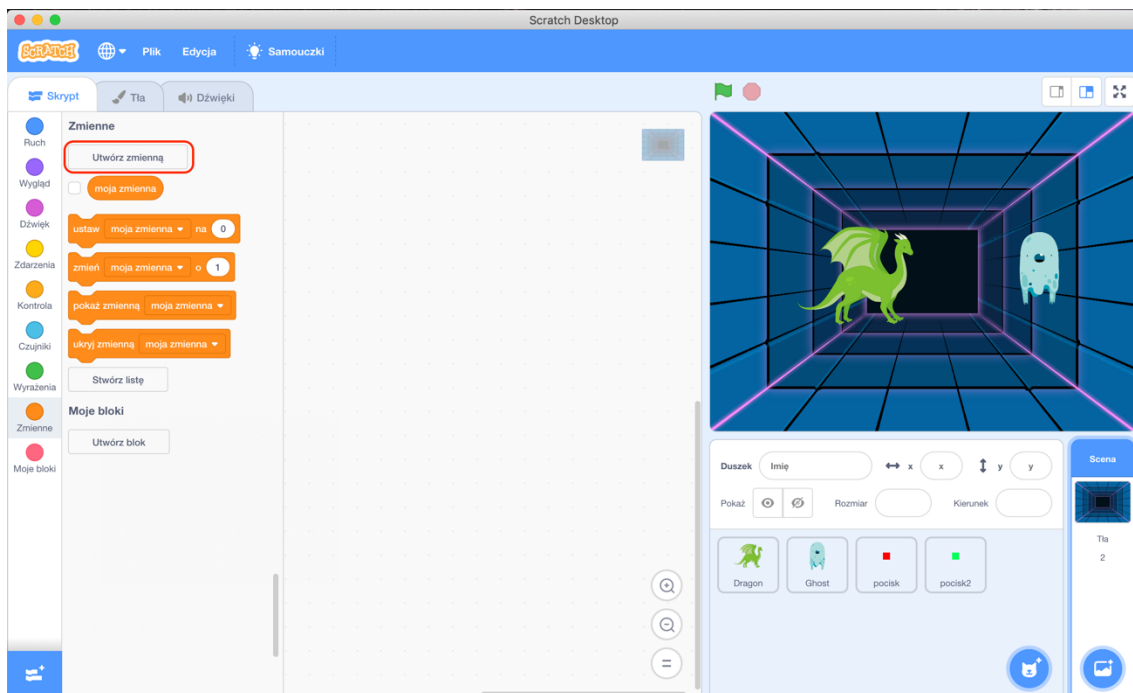 Scratch Desktop
SCRATCH Plik Edycja Samouczki
Skrypt Tła Dźwięki
Ruch
Wygląd
Dźwięk
Zdarzenia
Kontrola
Czujniki
Wyrażenia
Zmienne
Moje bloki
Zmienne
Utwórz zmienną
moja zmienna
ustaw moja zmienna na 0
zmień moja zmienna o 1
pokaż zmienną moja zmienna
ukryj zmienną moja zmienna
Stwórz listę
Moje bloki
Utwórz blok
Duszek Imię x x y y
Pokaż Rozmiar Kierunek
Dragon Ghost pocisk pocisk2
Scena
Tła
2